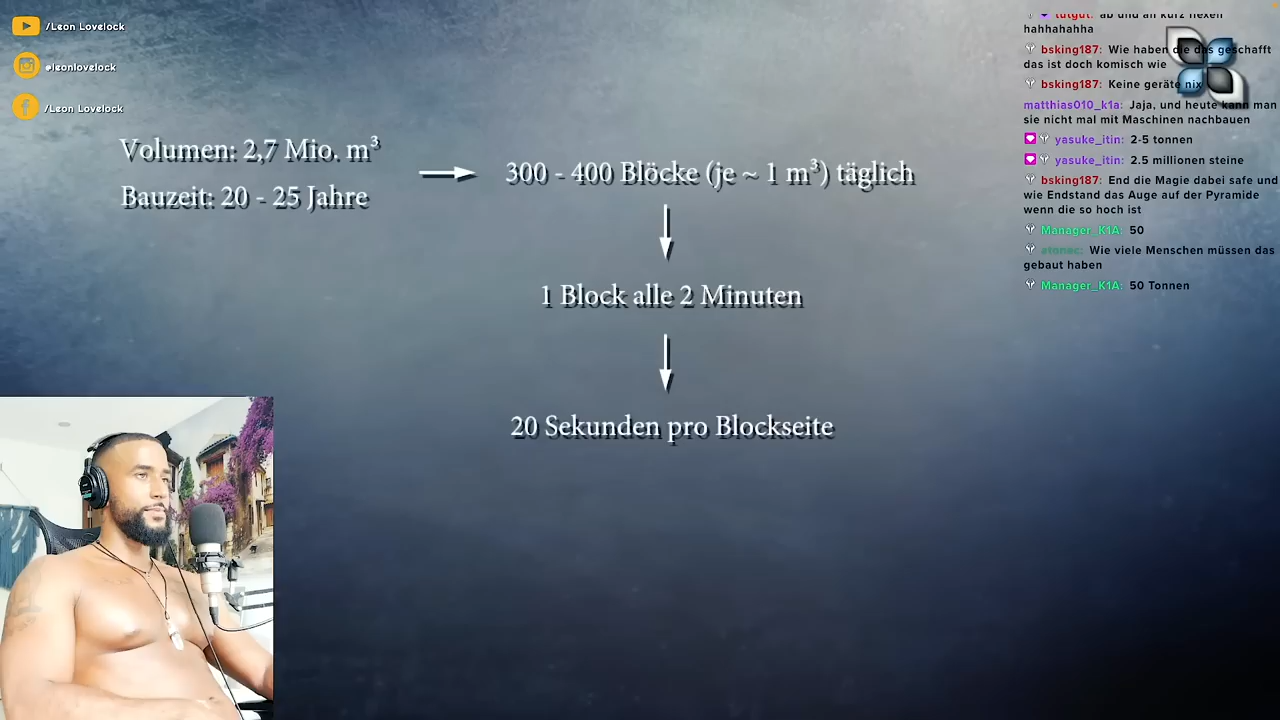 /Leon Lovelock
@leonlovelock
/Leon Lovelock
Volumen: 2,7 Mio. m³
Bauzeit: 20 - 25 Jahre
300 - 400 Blöcke (je ~ 1 m³) täglich
1 Block alle 2 Minuten
20 Sekunden pro Blockseite
tutgut: ab und an kurz hexen
hahhahahha
bsking187: Wie haben die das geschafft
das ist doch komisch wie
bsking187: Keine geräte nix
matthias010_k1a: Jaja, und heute kann man
sie nicht mal mit Maschinen nachbauen
yasuke_itin: 2-5 tonnen
yasuke_itin: 2.5 millionen steine
bsking187: End die Magie dabei safe und
wie Endstand das Auge auf der Pyramide
wenn die so hoch ist
Manager_K1A: 50
Wie viele Menschen müssen das
gebaut haben
Manager_K1A: 50 Tonnen